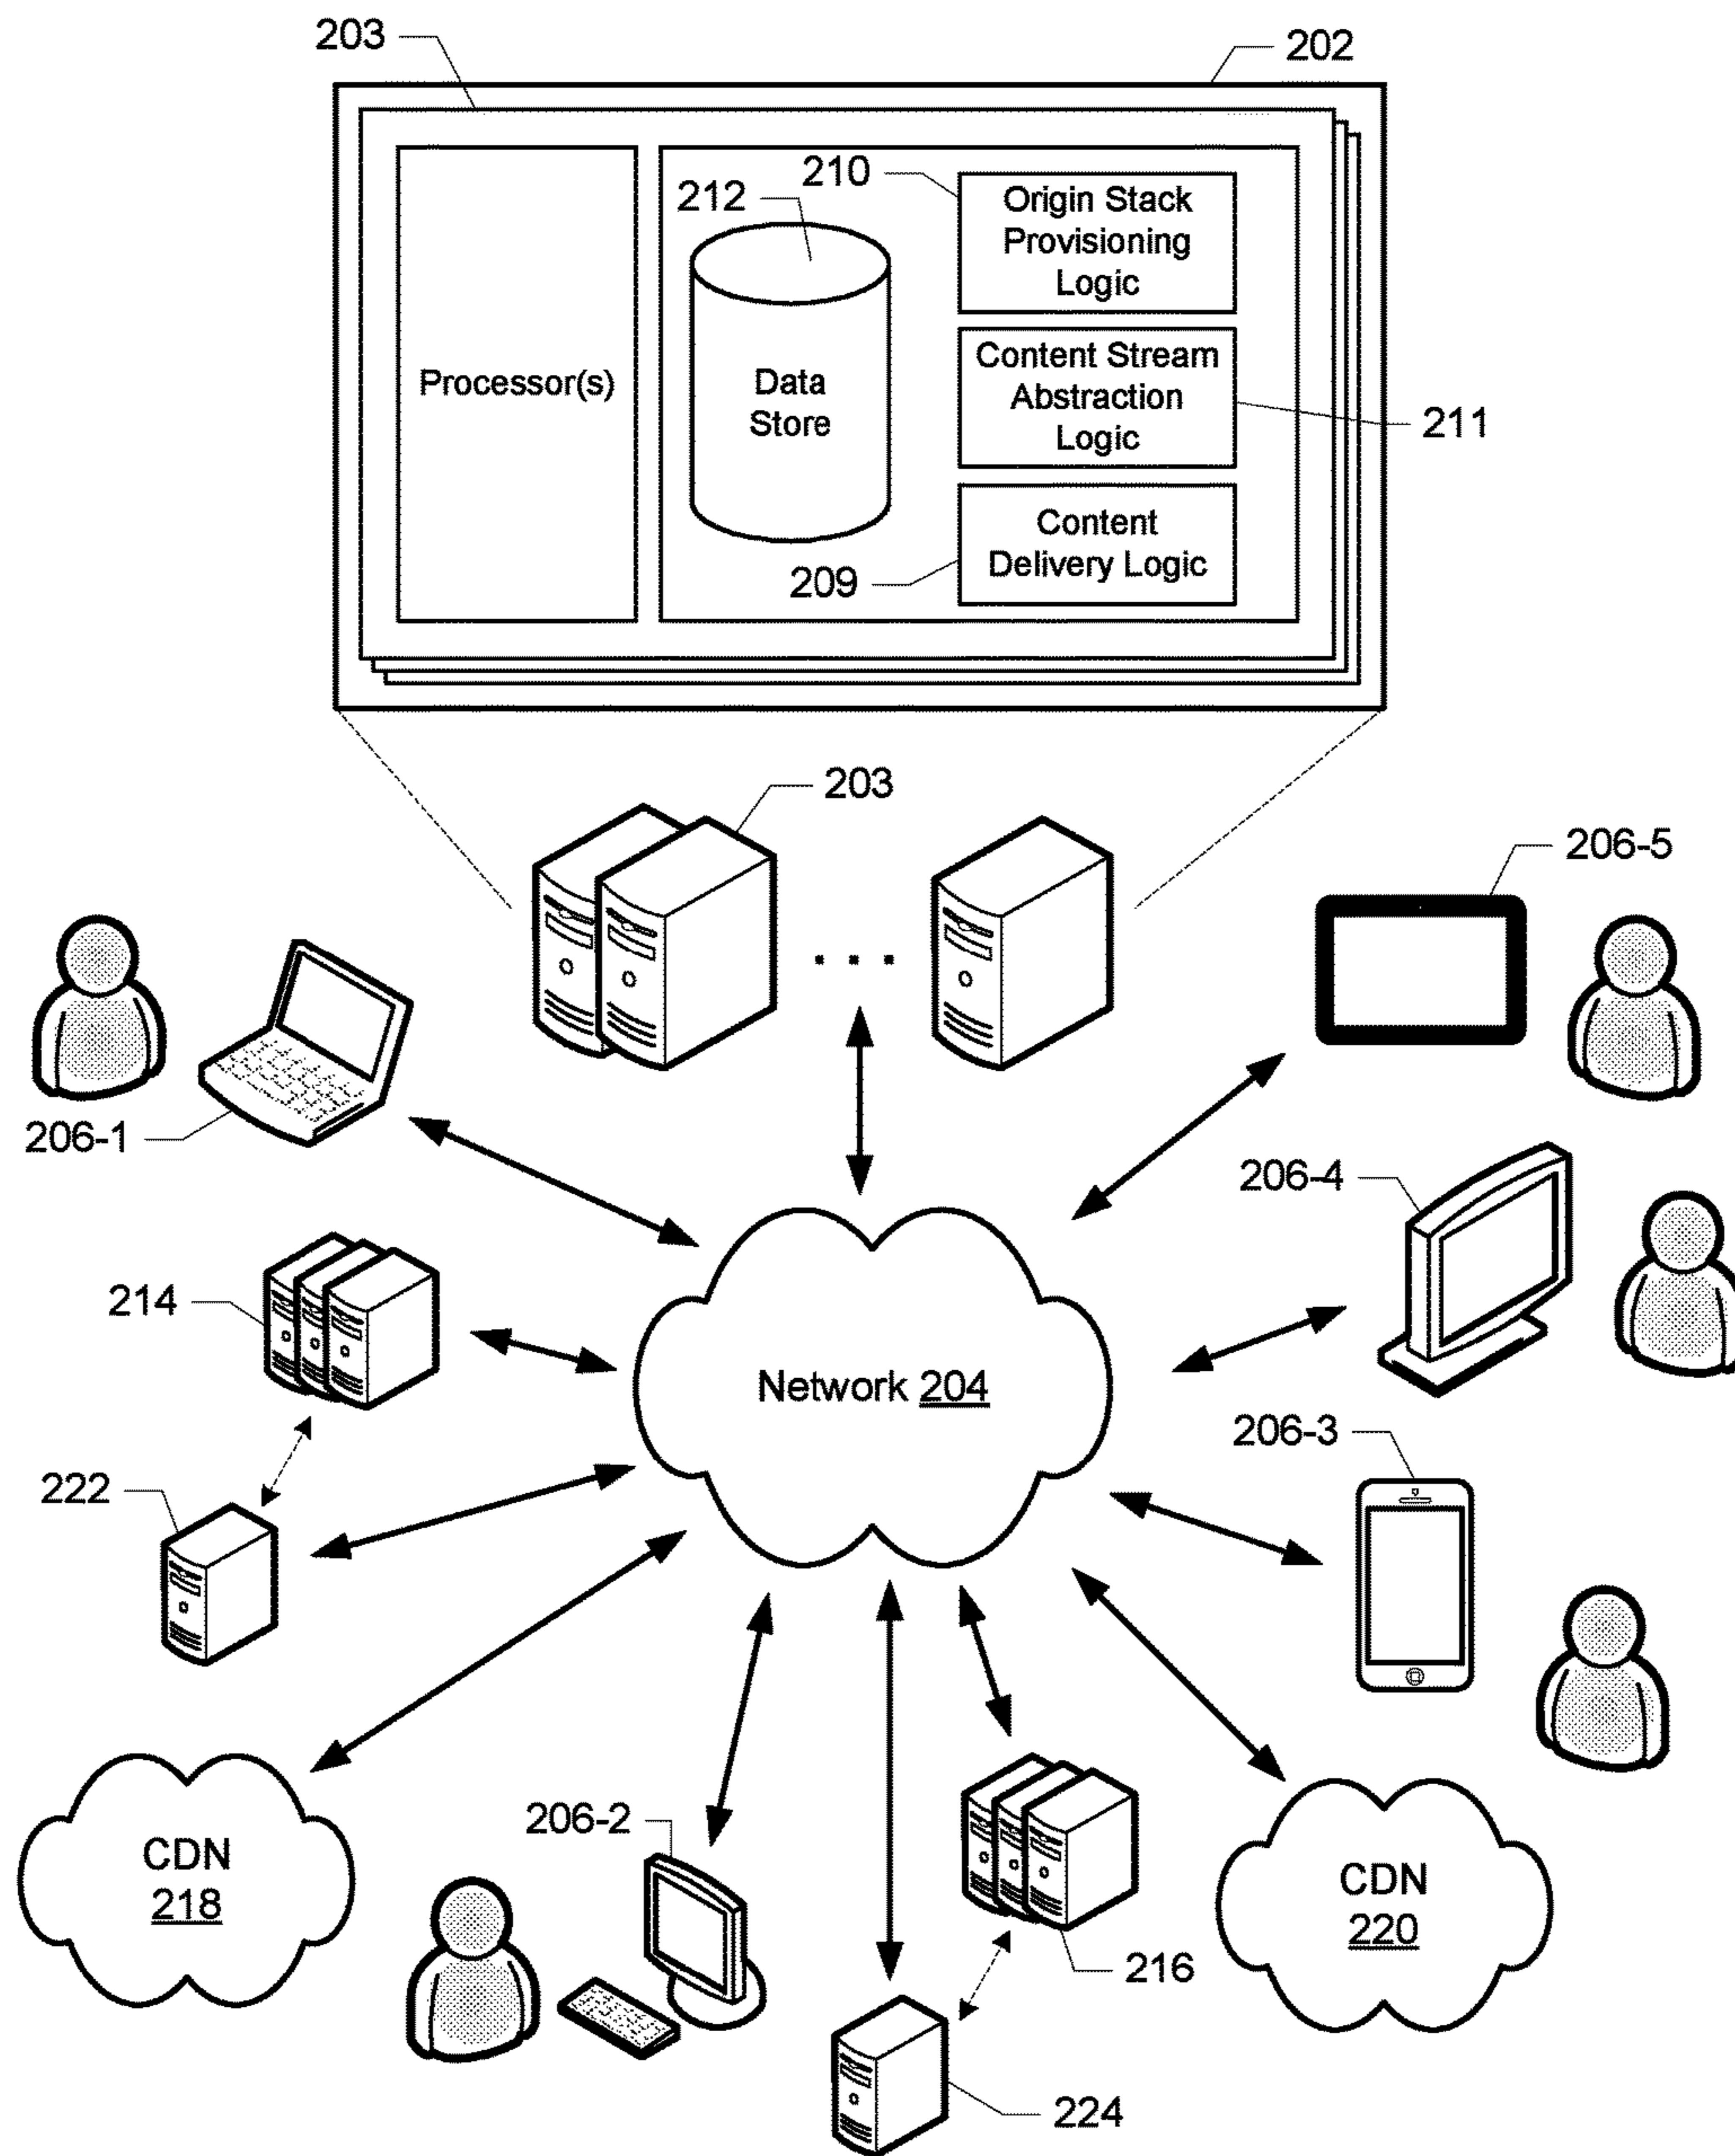 203
202
210
212
Origin Stack
Provisioning
Logic
Processor(s)
Data
Store
Content Stream
Abstraction
Logic
211
Content
Delivery Logic
209
203
206-5
. . .
206-1
206-4
214
Network 204
206-3
222
206-2
CDN
218
CDN
220
216
224